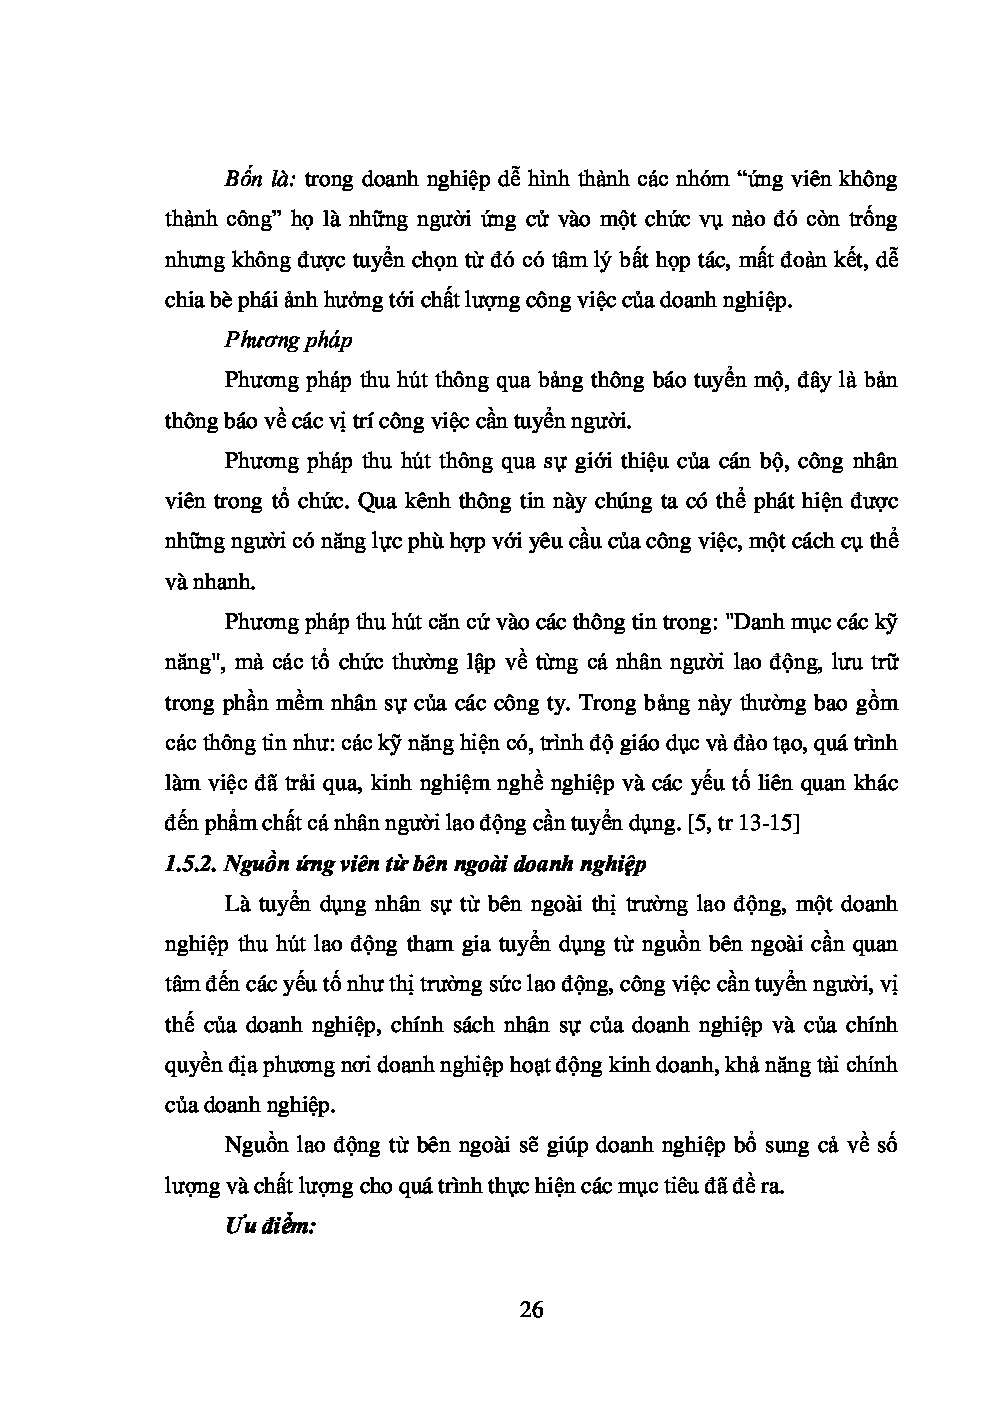 Bốn là: trong doanh nghiệp dễ hình thành các nhóm “ứng viên không
thành công” họ là những người ứng cử vào một chức vụ nào đó còn trống
nhưng không được tuyển chọn từ đó có tâm lý bất họp tác, mất đoàn kết, dễ
chia bè phái ảnh hưởng tới chất lượng công việc của doanh nghiệp.
Phương pháp
Phương pháp thu hút thông qua bảng thông báo tuyển mộ, đây là bản
thông báo về các vị trí công việc cần tuyển người.
Phương pháp thu hút thông qua sự giới thiệu của cán bộ, công nhân
viên trong tổ chức. Qua kênh thông tin này chúng ta có thể phát hiện được
những người có năng lực phù hợp với yêu cầu của công việc, một cách cụ thể
và nhanh.
Phương pháp thu hút căn cứ vào các thông tin trong: "Danh mục các kỹ
năng", mà các tổ chức thường lập về từng cá nhân người lao động, lưu trữ
trong phần mềm nhân sự của các công ty. Trong bảng này thường bao gồm
các thông tin như: các kỹ năng hiện có, trình độ giáo dục và đào tạo, quá trình
làm việc đã trải qua, kinh nghiệm nghề nghiệp và các yếu tố liên quan khác
đến phẩm chất cá nhân người lao động cần tuyển dụng. [5, tr 13-15]
1.5.2. Nguồn ứng viên từ bên ngoài doanh nghiệp
Là tuyển dụng nhân sự từ bên ngoài thị trường lao động, một doanh
nghiệp thu hút lao động tham gia tuyển dụng từ nguồn bên ngoài cần quan
tâm đến các yếu tố như thị trường sức lao động, công việc cần tuyển người, vị
thế của doanh nghiệp, chính sách nhân sự của doanh nghiệp và của chính
quyền địa phương nơi doanh nghiệp hoạt động kinh doanh, khả năng tài chính
của doanh nghiệp.
Nguồn lao động từ bên ngoài sẽ giúp doanh nghiệp bổ sung cả về số
lượng và chất lượng cho quá trình thực hiện các mục tiêu đã đề ra.
Ưu điểm:
26